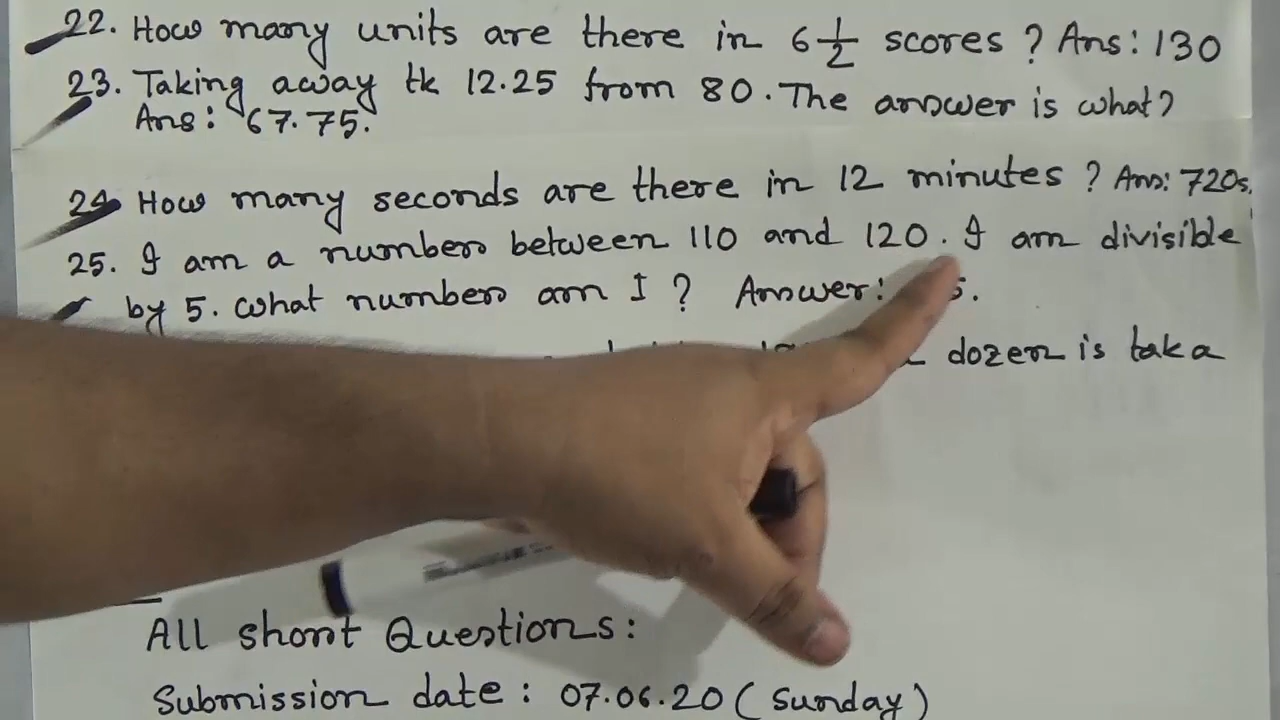 22. How many units are there in 6 1/2 scores? Ans: 130
23. Taking away tk 12.25 from 80. The answer is what?
Ans: 67.75.
24. How many seconds are there in 12 minutes? Ans: 720s.
25. I am a number between 110 and 120. I am divisible
by 5. What number am I? Answer: 5.
dozen is taka
All short Questions:
Submission date: 07.06.20 (Sunday)